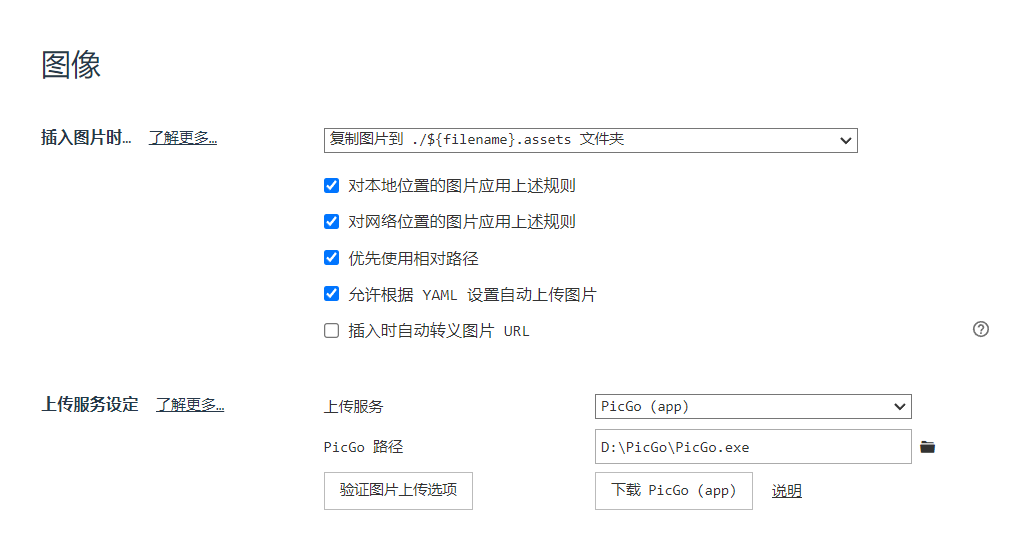 图像
插入图片时… 了解更多… 复制图片到 ./${filename}.assets 文件夹
对本地位置的图片应用上述规则
对网络位置的图片应用上述规则
优先使用相对路径
允许根据 YAML 设置自动上传图片
插入时自动转义图片 URL
上传服务设定 了解更多… 上传服务 PicGo (app)
PicGo 路径 D:\PicGo\PicGo.exe
验证图片上传选项 下载 PicGo (app) 说明